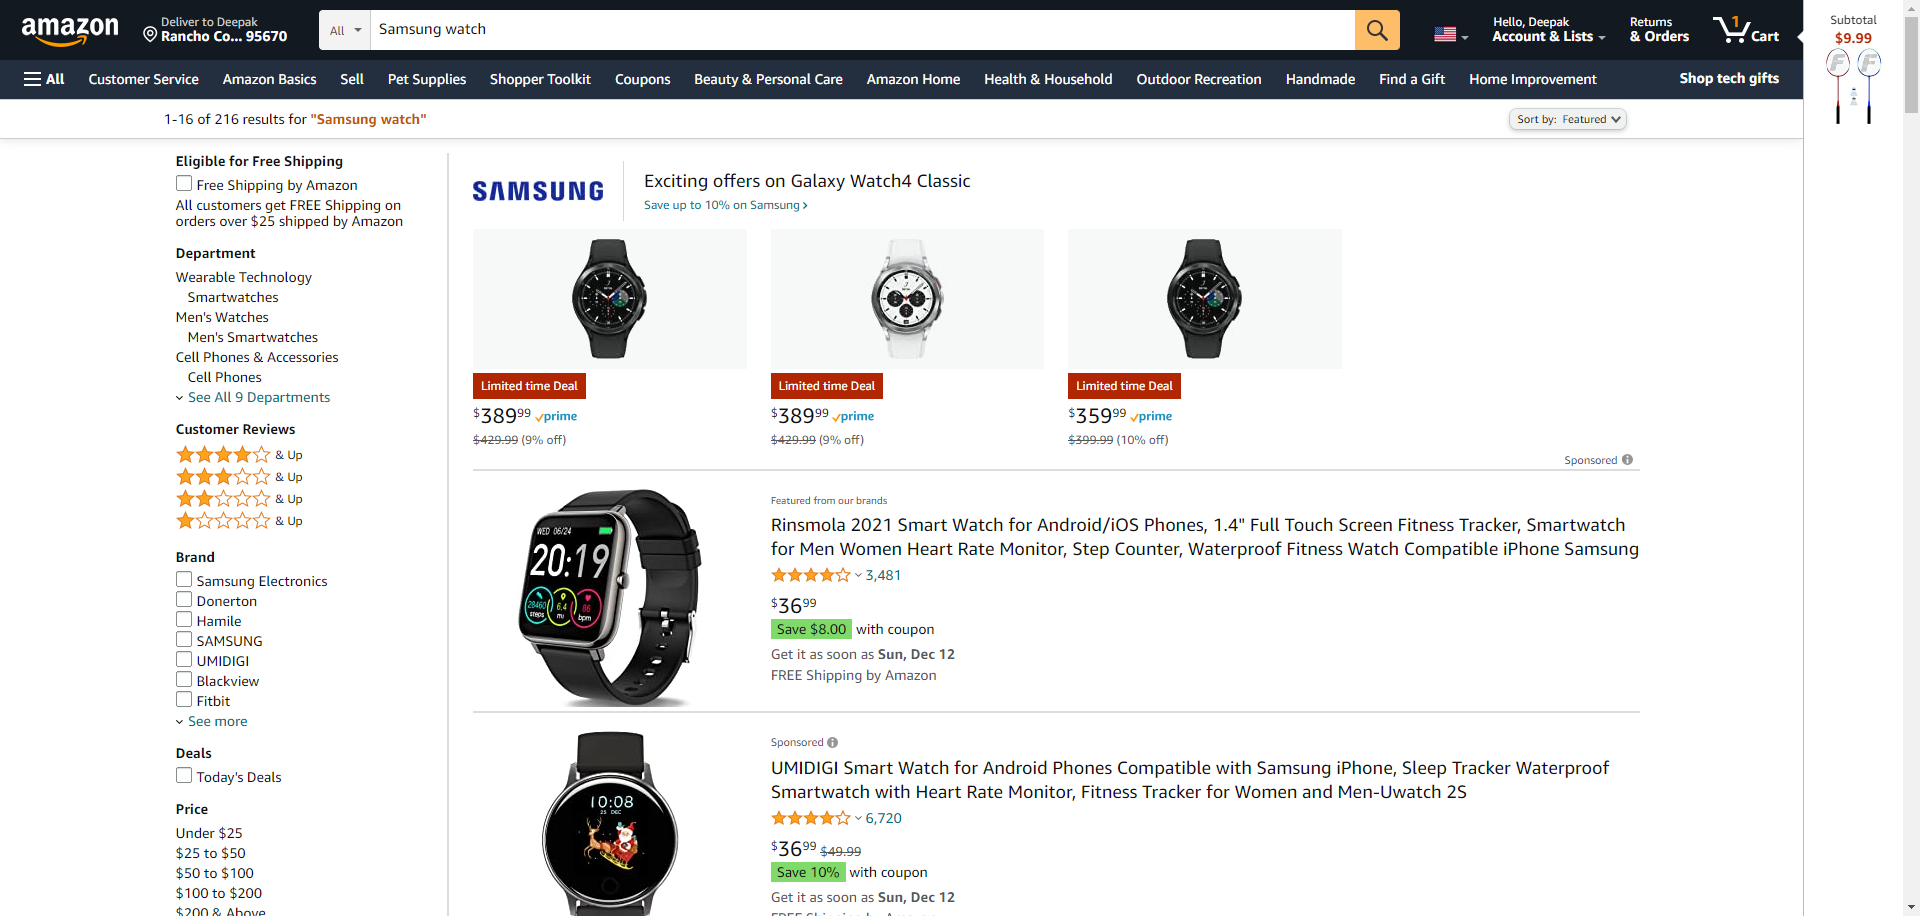 amazon
Deliver to Deepak
Rancho Co... 95670
All
Samsung watch
Hello, Deepak
Account & Lists
Returns
& Orders
1
Cart
Subtotal
$9.99
All
Customer Service
Amazon Basics
Sell
Pet Supplies
Shopper Toolkit
Coupons
Beauty & Personal Care
Amazon Home
Health & Household
Outdoor Recreation
Handmade
Find a Gift
Home Improvement
Shop tech gifts
1-16 of 216 results for "Samsung watch"
Sort by: Featured
Eligible for Free Shipping
Free Shipping by Amazon
All customers get FREE Shipping on
orders over $25 shipped by Amazon
Department
Wearable Technology
Smartwatches
Men's Watches
Men's Smartwatches
Cell Phones & Accessories
Cell Phones
See All 9 Departments
Customer Reviews
& Up
& Up
& Up
& Up
Brand
Samsung Electronics
Donerton
Hamile
SAMSUNG
UMIDIGI
Blackview
Fitbit
See more
Deals
Today's Deals
Price
Under $25
$25 to $50
$50 to $100
$100 to $200
$200 & Above
SAMSUNG
Exciting offers on Galaxy Watch4 Classic
Save up to 10% on Samsung
Limited time Deal
$389.99 prime
$429.99 (9% off)
Limited time Deal
$389.99 prime
$429.99 (9% off)
Limited time Deal
$359.99 prime
$399.99 (10% off)
Sponsored
WED 06/24
20:19
28460
steps
6.4
mi
86
bpm
Featured from our brands
Rinsmola 2021 Smart Watch for Android/iOS Phones, 1.4" Full Touch Screen Fitness Tracker, Smartwatch
for Men Women Heart Rate Monitor, Step Counter, Waterproof Fitness Watch Compatible iPhone Samsung
3,481
$36.99
Save $8.00 with coupon
Get it as soon as Sun, Dec 12
FREE Shipping by Amazon
10:08
25 DEC
Sponsored
UMIDIGI Smart Watch for Android Phones Compatible with Samsung iPhone, Sleep Tracker Waterproof
Smartwatch with Heart Rate Monitor, Fitness Tracker for Women and Men-Uwatch 2S
6,720
$36.99 $49.99
Save 10% with coupon
Get it as soon as Sun, Dec 12